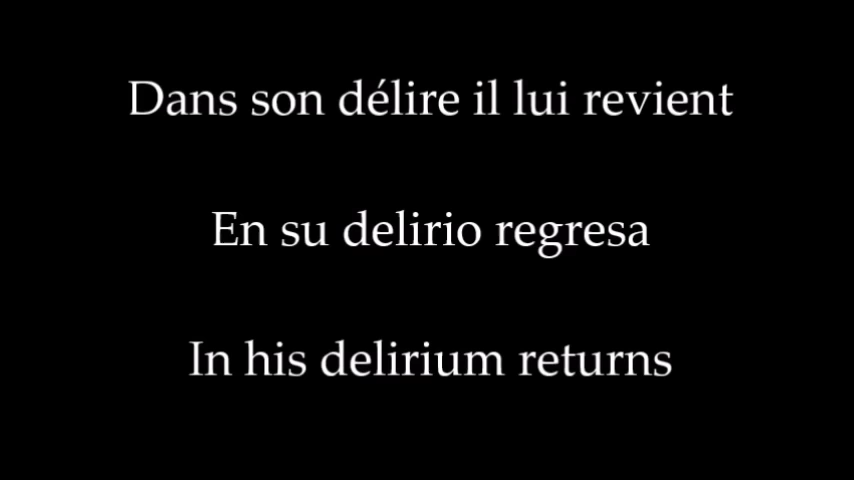 Dans son délire il lui revient
En su delirio regresa
In his delirium returns